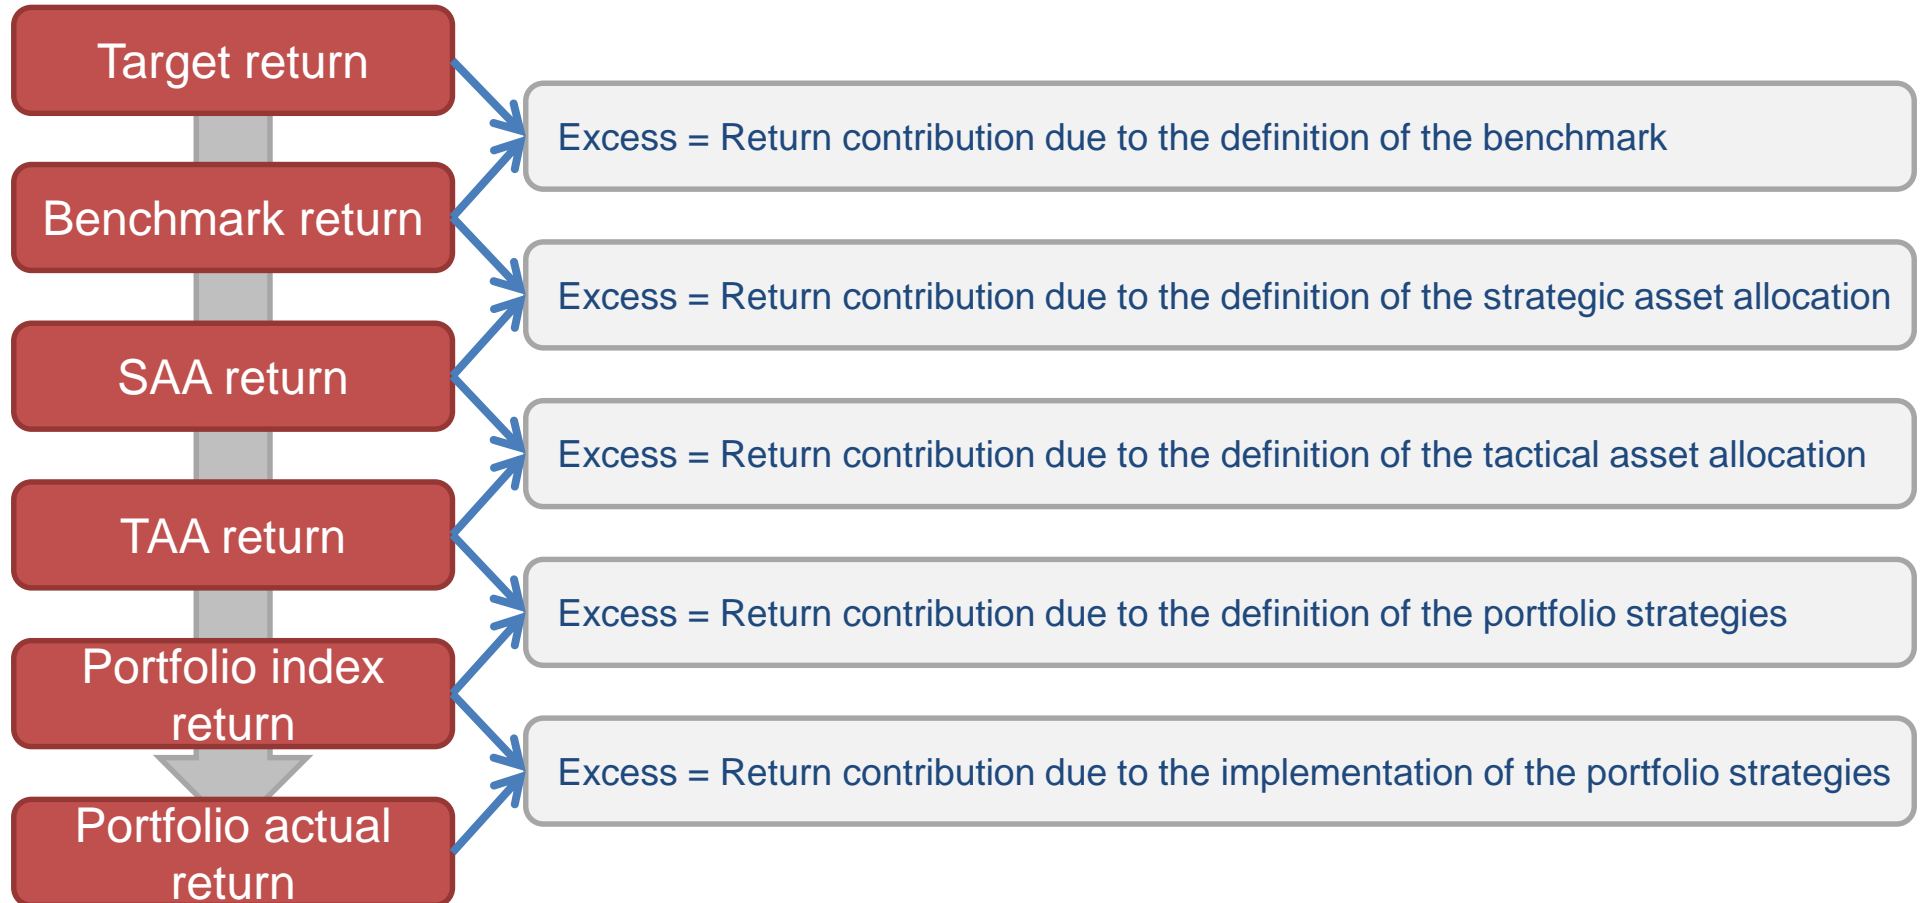 Target return
Excess = Return contribution due to the definition of the benchmark
Benchmark return
Excess = Return contribution due to the definition of the strategic asset allocation
SAA return
Excess = Return contribution due to the definition of the tactical asset allocation
TAA return
Excess = Return contribution due to the definition of the portfolio strategies
Portfolio index
return
Excess = Return contribution due to the implementation of the portfolio strategies
Portfolio actual
return